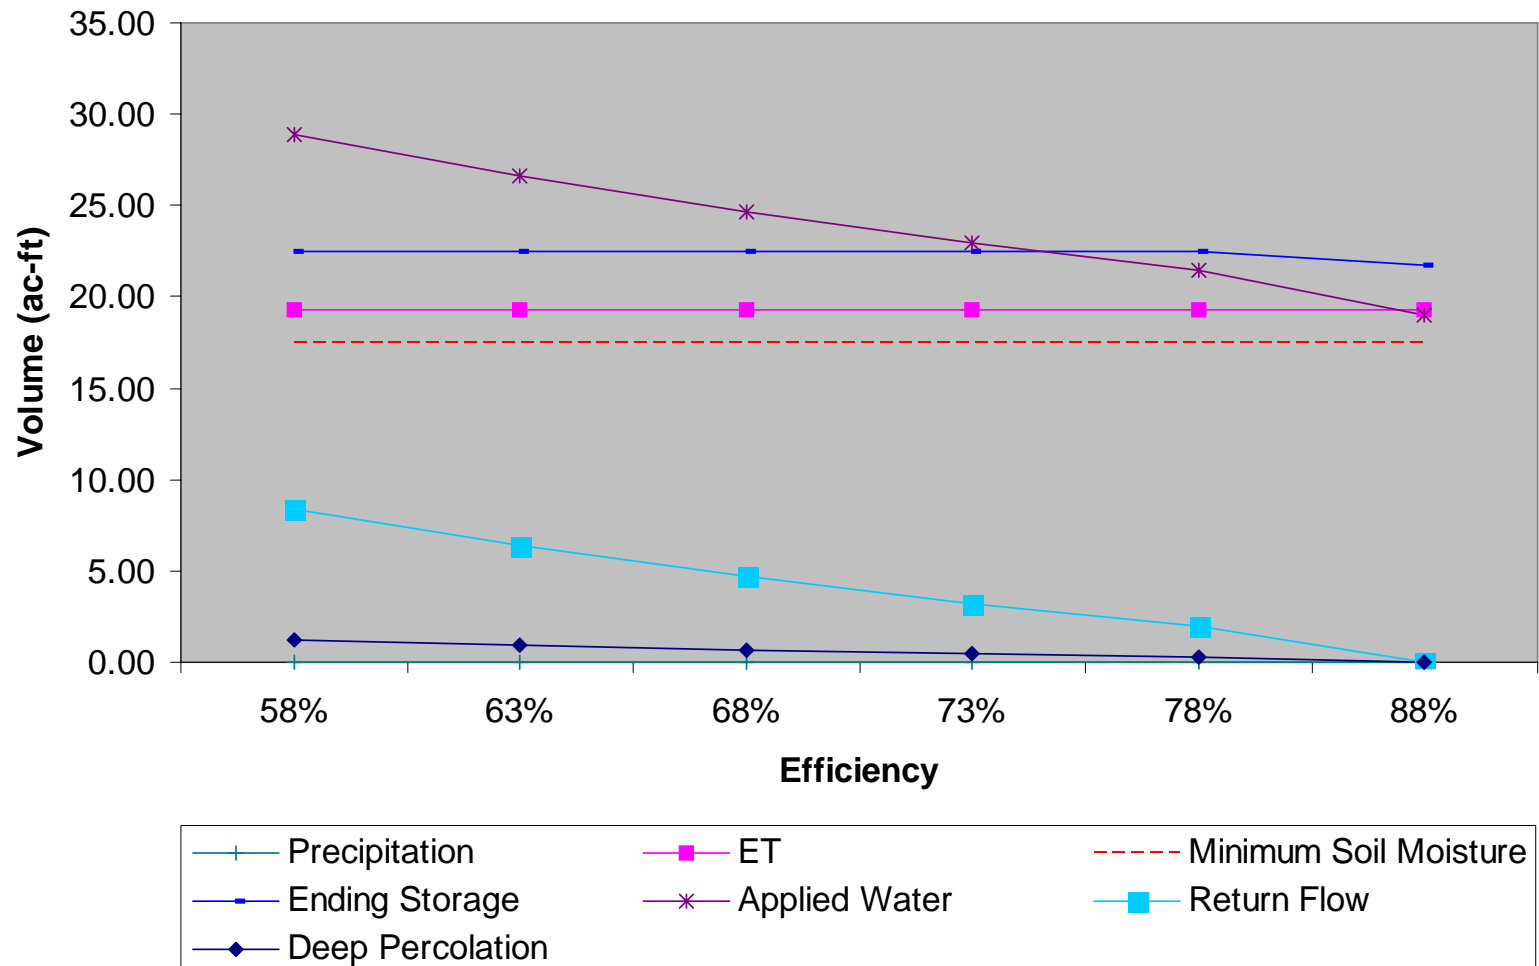 35.00
30.00
25.00
20.00
15.00
10.00
5.00
0.00
Volume (ac-ft)
58% 63% 68% 73% 78% 88%
Efficiency
Precipitation ET Minimum Soil Moisture
Ending Storage Applied Water Return Flow
Deep Percolation